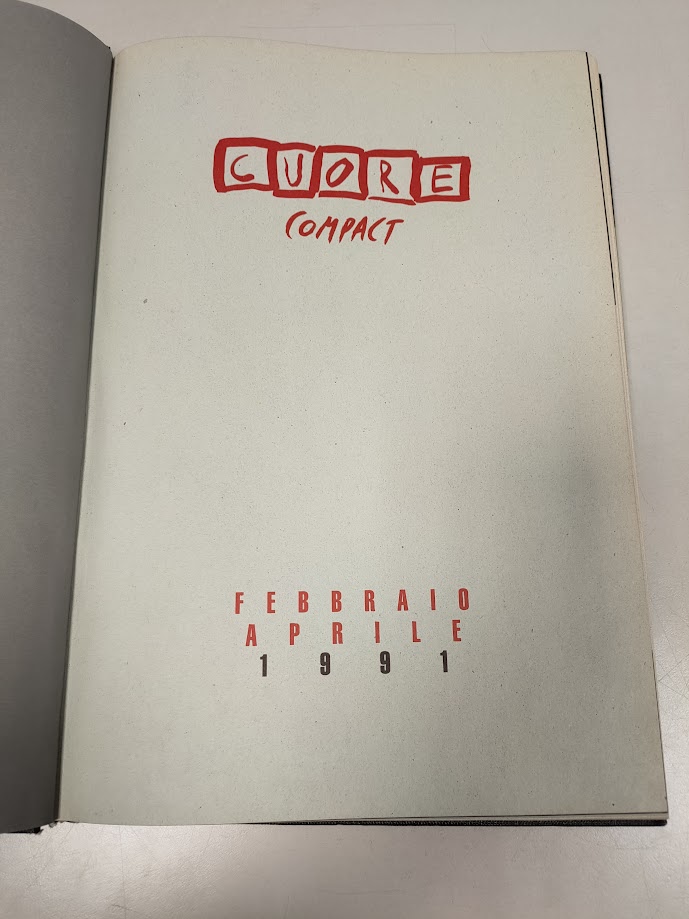 CUORE
COMPACT
FEBBRAIO
APRILE
1991